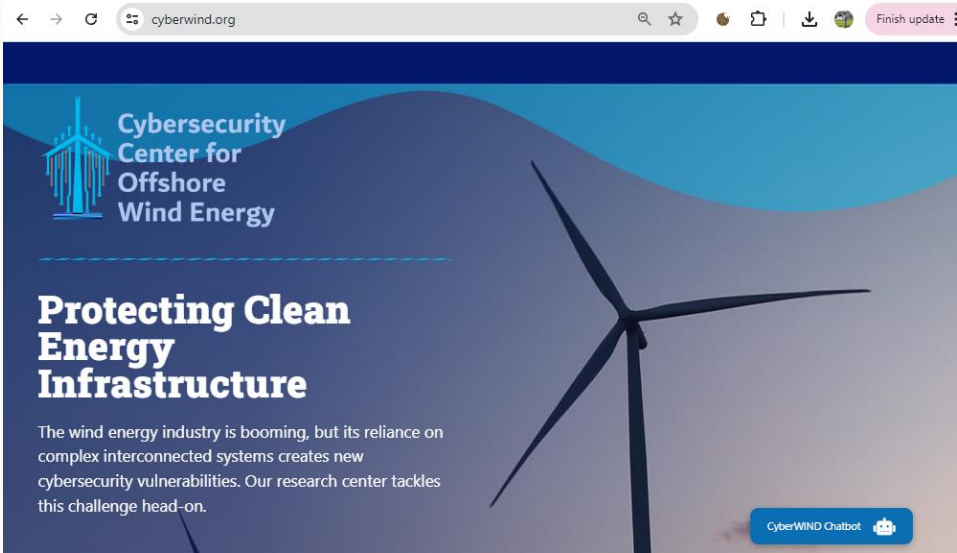 cyberwind.org
Finish update
Cybersecurity
Center for
Offshore
Wind Energy
Protecting Clean
Energy
Infrastructure
The wind energy industry is booming, but its reliance on
complex interconnected systems creates new
cybersecurity vulnerabilities. Our research center tackles
this challenge head-on.
CyberWIND Chatbot